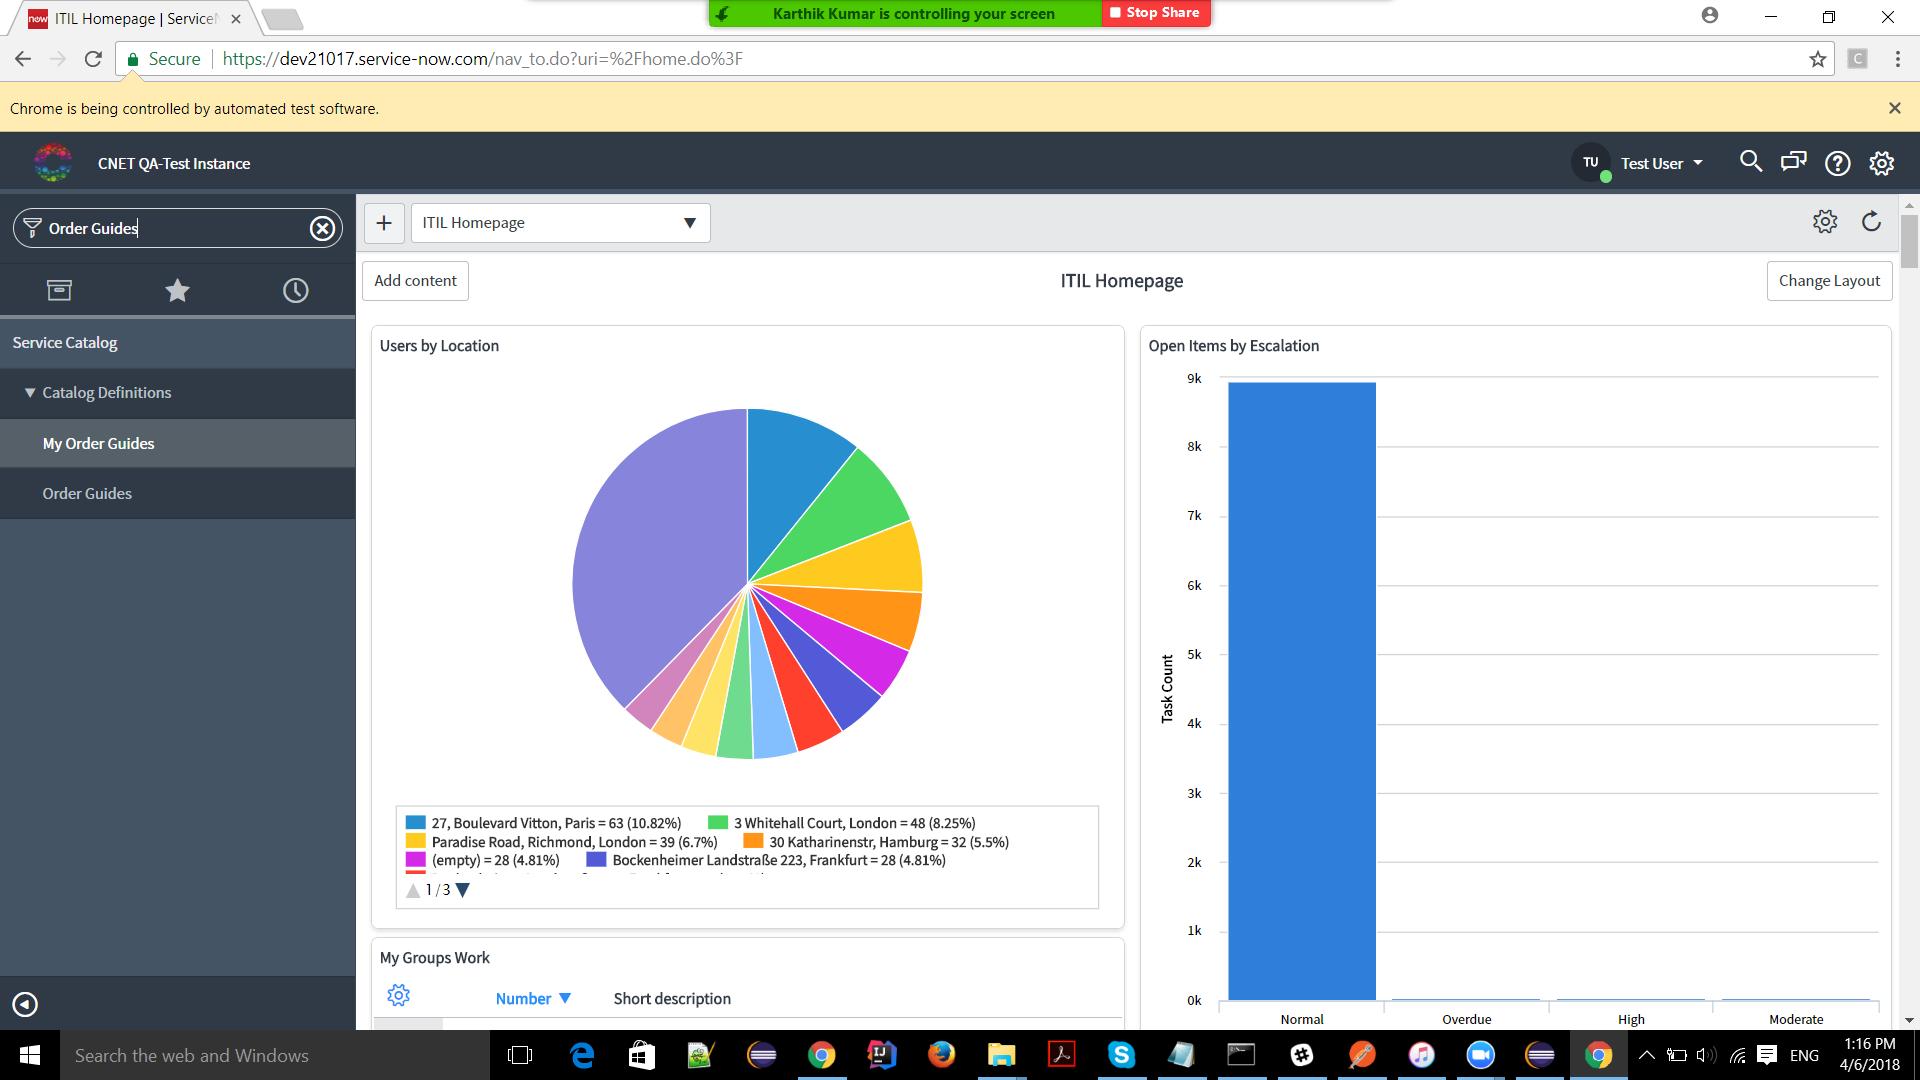 now ITIL Homepage | Service
Karthik Kumar is controlling your screen
Stop Share
Secure
https://dev21017.service-now.com/nav_to.do?uri=%2Fhome.do%3F
C
Chrome is being controlled by automated test software.
CNET QA-Test Instance
TU
Test User
Order Guides
ITIL Homepage
Add content
ITIL Homepage
Change Layout
Service Catalog
Catalog Definitions
My Order Guides
Order Guides
Users by Location
27, Boulevard Vitton, Paris = 63 (10.82%)
3 Whitehall Court, London = 48 (8.25%)
Paradise Road, Richmond, London = 39 (6.7%)
30 Katharinenstr, Hamburg = 32 (5.5%)
(empty) = 28 (4.81%)
Bockenheimer Landstraße 223, Frankfurt = 28 (4.81%)
1 / 3
Open Items by Escalation
9k
8k
7k
6k
5k
4k
3k
2k
1k
0k
Task Count
Normal
Overdue
High
Moderate
My Groups Work
Number
Short description
Search the web and Windows
ENG
1:16 PM
4/6/2018